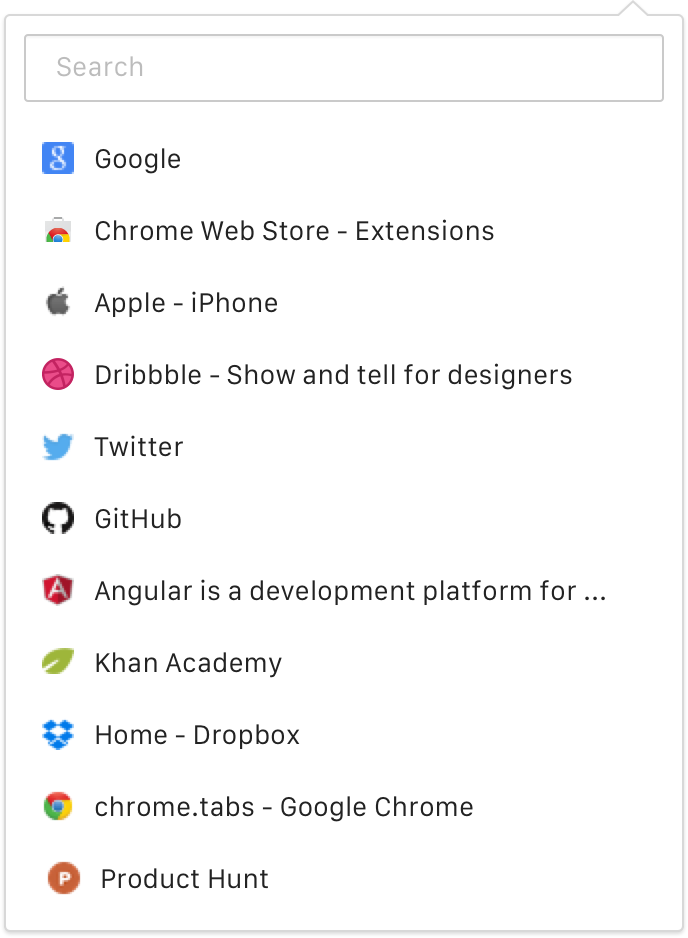 Search
Google
Chrome Web Store - Extensions
Apple - iPhone
Dribbble - Show and tell for designers
Twitter
GitHub
Angular is a development platform for ...
Khan Academy
Home - Dropbox
chrome.tabs - Google Chrome
Product Hunt